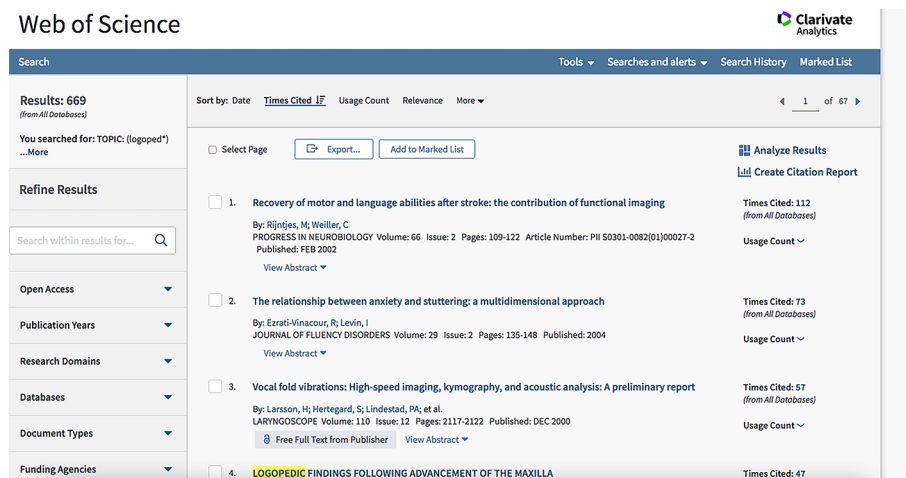 Web of Science
Clarivate
Analytics
Search
Tools
Searches and alerts
Search History
Marked List
Results: 669
(from All Databases)
You searched for: TOPIC: (logoped*)
...More
Refine Results
Search within results for...
Open Access
Publication Years
Research Domains
Databases
Document Types
Funding Agencies
Sort by: Date Times Cited Usage Count Relevance More
1 of 67
Select Page
Export...
Add to Marked List
Analyze Results
Create Citation Report
1. Recovery of motor and language abilities after stroke: the contribution of functional imaging
By: Rijntjes, M; Weiller, C
PROGRESS IN NEUROBIOLOGY Volume: 66 Issue: 2 Pages: 109-122 Article Number: PII S0301-0082(01)00027-2
Published: FEB 2002
View Abstract
Times Cited: 112
(from All Databases)
Usage Count
2. The relationship between anxiety and stuttering: a multidimensional approach
By: Ezrati-Vinacour, R; Levin, I
JOURNAL OF FLUENCY DISORDERS Volume: 29 Issue: 2 Pages: 135-148 Published: 2004
View Abstract
Times Cited: 73
(from All Databases)
Usage Count
3. Vocal fold vibrations: High-speed imaging, kymography, and acoustic analysis: A preliminary report
By: Larsson, H; Hertegard, S; Lindestad, PA; et al.
LARYNGOSCOPE Volume: 110 Issue: 12 Pages: 2117-2122 Published: DEC 2000
Free Full Text from Publisher View Abstract
Times Cited: 57
(from All Databases)
Usage Count
4. LOGOPEDIC FINDINGS FOLLOWING ADVANCEMENT OF THE MAXILLA
Times Cited: 47